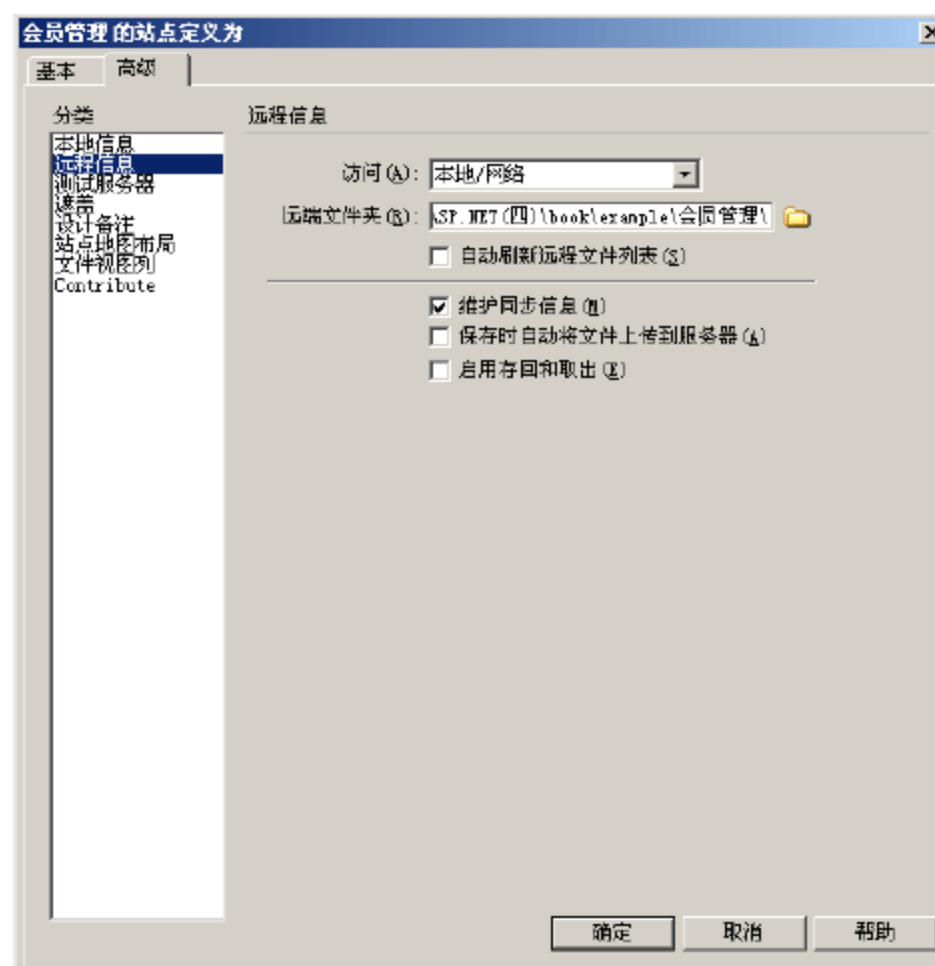 会员管理 的站点定义为
基本 高级
分类
本地信息
远程信息
测试服务器
遮盖
设计备注
站点地图布局
文件视图列
Contribute
远程信息
访问(A): 本地/网络
远端文件夹(R): \SP.NET(四)\book\example\会员管理\
自动刷新远程文件列表(S)
维护同步信息(M)
保存时自动将文件上传到服务器(A)
启用存回和取出(E)
确定 取消 帮助